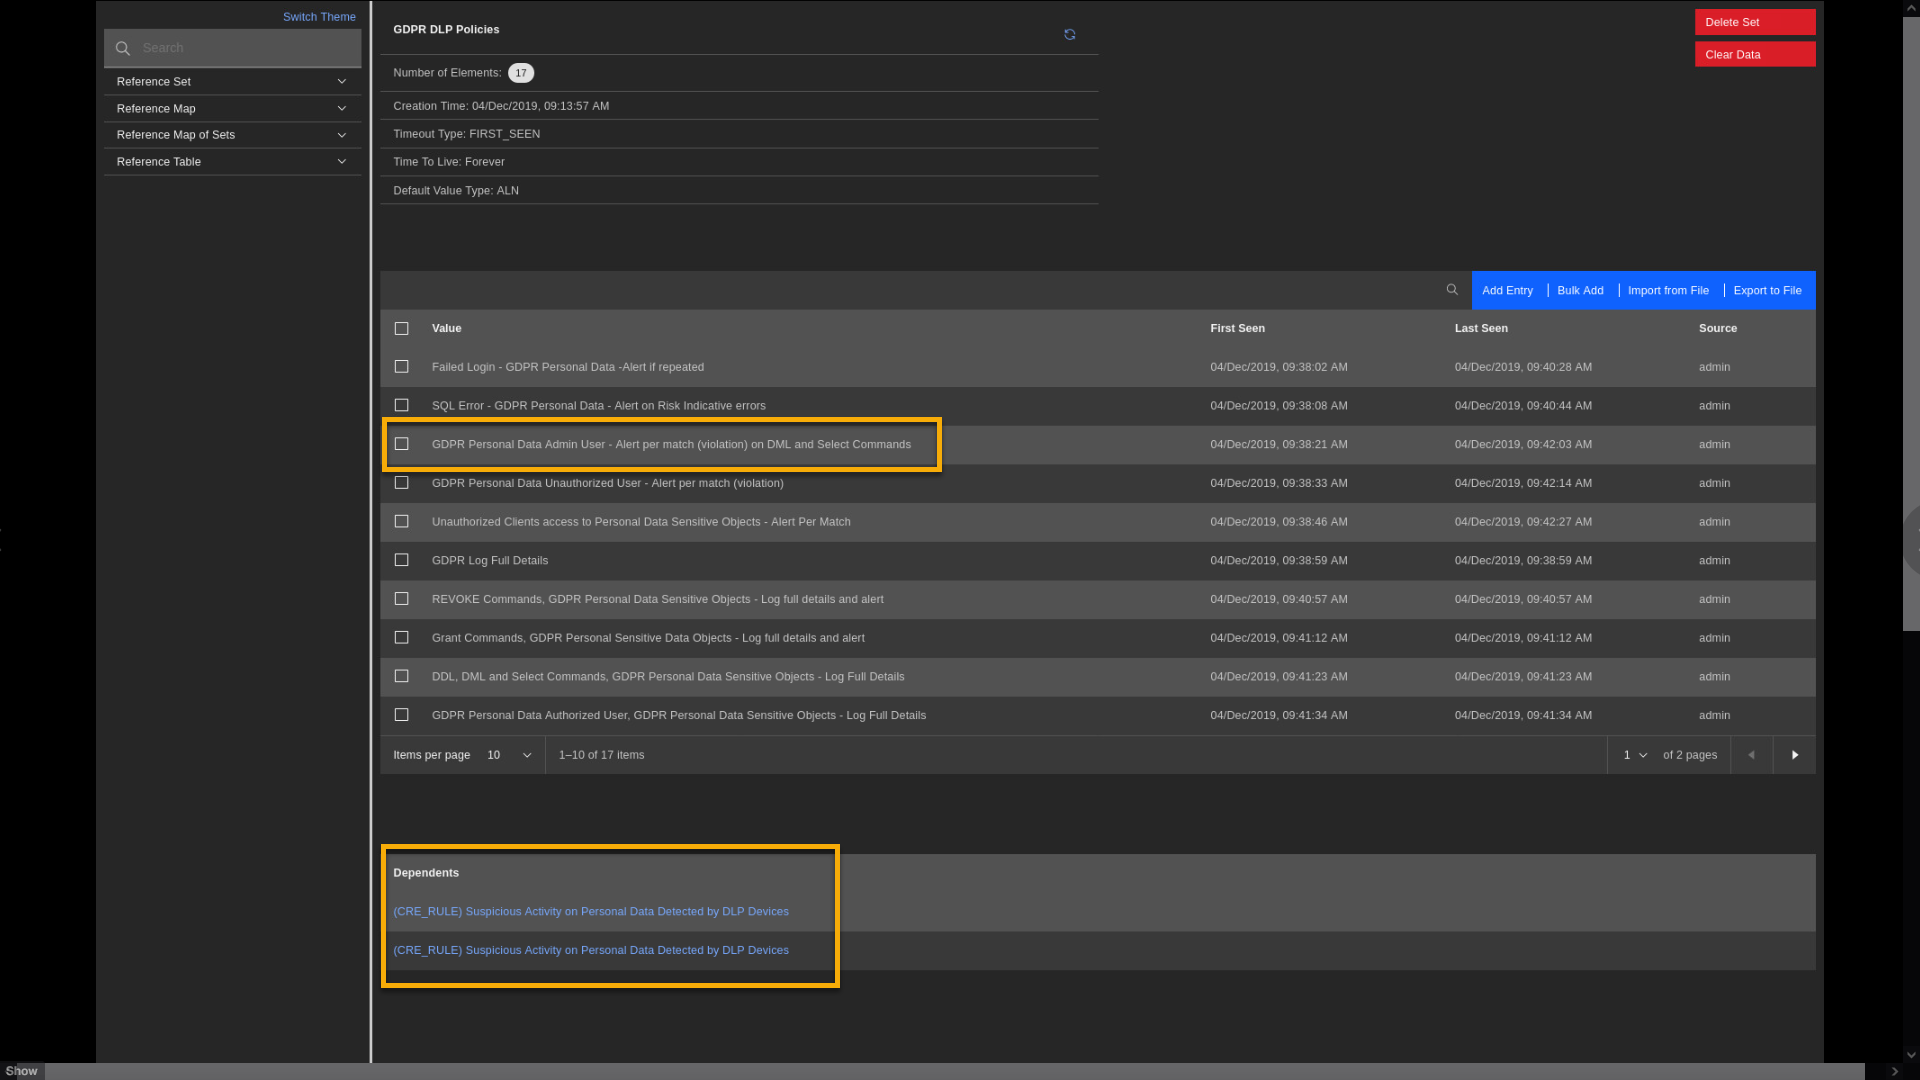 Switch Theme
Search
Reference Set
Reference Map
Reference Map of Sets
Reference Table
GDPR DLP Policies
Number of Elements: 17
Creation Time: 04/Dec/2019, 09:13:57 AM
Timeout Type: FIRST_SEEN
Time To Live: Forever
Default Value Type: ALN
Delete Set
Clear Data
Add Entry | Bulk Add | Import from File | Export to File
Value First Seen Last Seen Source
Failed Login - GDPR Personal Data -Alert if repeated 04/Dec/2019, 09:38:02 AM 04/Dec/2019, 09:40:28 AM admin
SQL Error - GDPR Personal Data - Alert on Risk Indicative errors 04/Dec/2019, 09:38:08 AM 04/Dec/2019, 09:40:44 AM admin
GDPR Personal Data Admin User - Alert per match (violation) on DML and Select Commands 04/Dec/2019, 09:38:21 AM 04/Dec/2019, 09:42:03 AM admin
GDPR Personal Data Unauthorized User - Alert per match (violation) 04/Dec/2019, 09:38:33 AM 04/Dec/2019, 09:42:14 AM admin
Unauthorized Clients access to Personal Data Sensitive Objects - Alert Per Match 04/Dec/2019, 09:38:46 AM 04/Dec/2019, 09:42:27 AM admin
GDPR Log Full Details 04/Dec/2019, 09:38:59 AM 04/Dec/2019, 09:38:59 AM admin
REVOKE Commands, GDPR Personal Data Sensitive Objects - Log full details and alert 04/Dec/2019, 09:40:57 AM 04/Dec/2019, 09:40:57 AM admin
Grant Commands, GDPR Personal Sensitive Data Objects - Log full details and alert 04/Dec/2019, 09:41:12 AM 04/Dec/2019, 09:41:12 AM admin
DDL, DML and Select Commands, GDPR Personal Data Sensitive Objects - Log Full Details 04/Dec/2019, 09:41:23 AM 04/Dec/2019, 09:41:23 AM admin
GDPR Personal Data Authorized User, GDPR Personal Data Sensitive Objects - Log Full Details 04/Dec/2019, 09:41:34 AM 04/Dec/2019, 09:41:34 AM admin
Items per page 10 1–10 of 17 items 1 of 2 pages
Dependents
(CRE_RULE) Suspicious Activity on Personal Data Detected by DLP Devices
(CRE_RULE) Suspicious Activity on Personal Data Detected by DLP Devices
Show